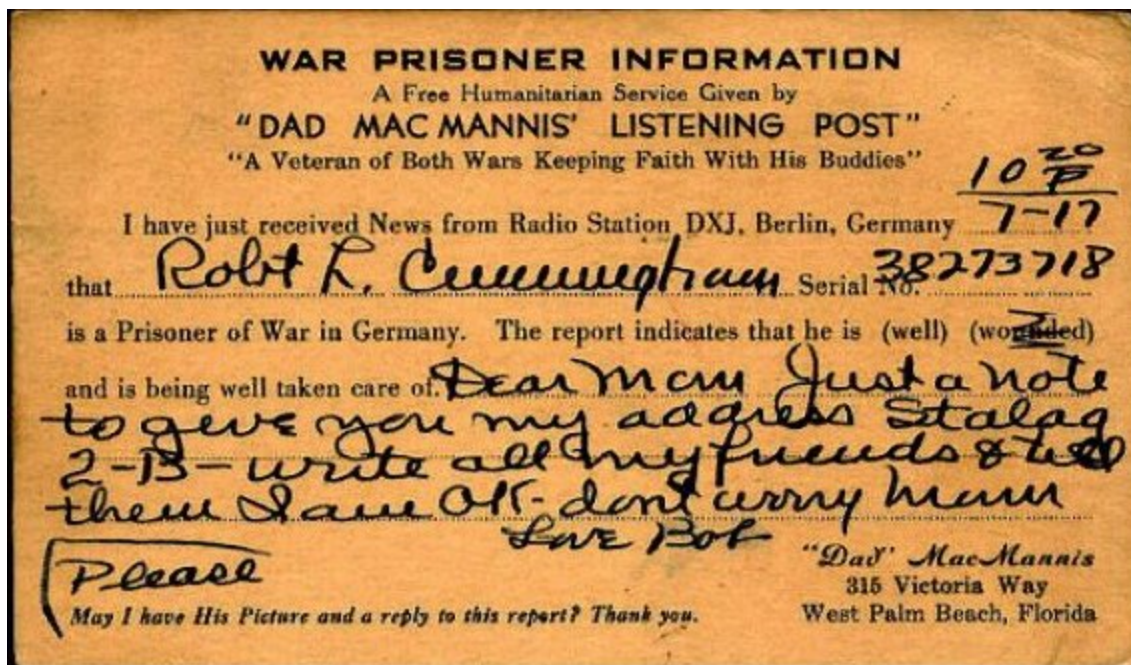 WAR PRISONER INFORMATION
A Free Humanitarian Service Given by
"DAD MAC MANNIS' LISTENING POST"
"A Veteran of Both Wars Keeping Faith With His Buddies"
10 20 P
I have just received News from Radio Station DXJ, Berlin, Germany 7-17
that Robt L. Cunningham Serial No. 38273718
is a Prisoner of War in Germany. The report indicates that he is (well) (wounded)
and is being well taken care of. Dear Mom Just a note
to give you my address Stalag
2-B- write all my friends & tell
them I am OK- dont worry Mom
Love Bob
Please
May I have His Picture and a reply to this report? Thank you.
"Dad" MacMannis
315 Victoria Way
West Palm Beach, Florida